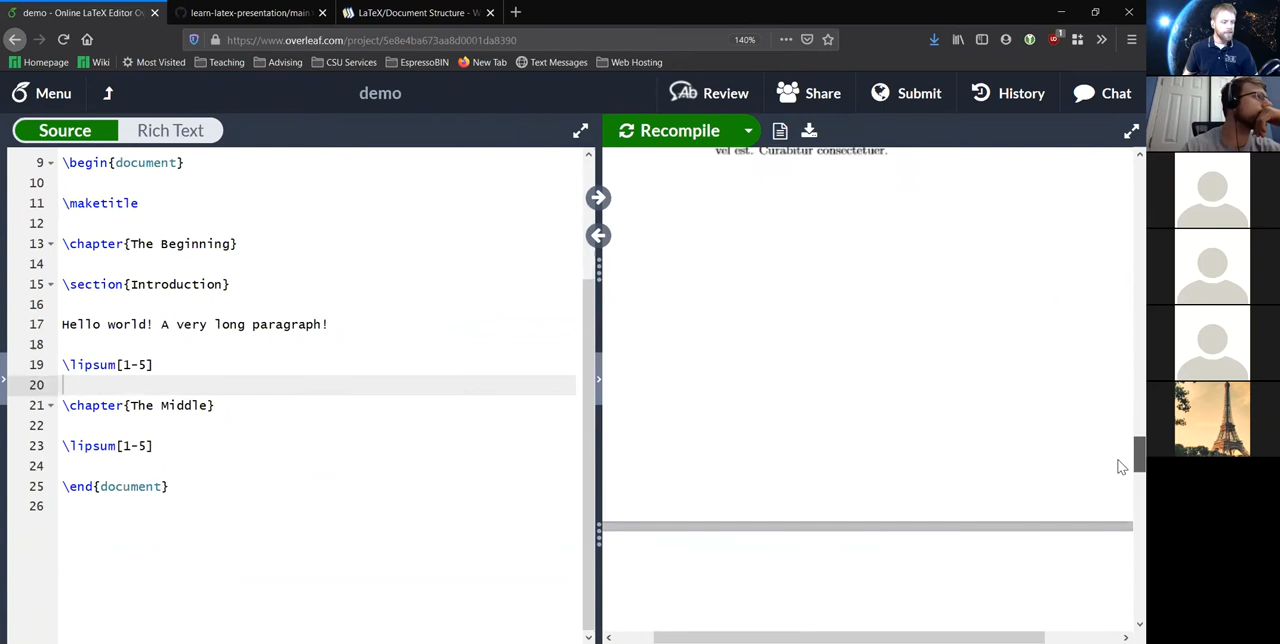 demo - Online LaTeX Editor Ov
learn-latex-presentation/main.t
LaTeX/Document Structure - W
https://www.overleaf.com/project/5e8e4ba673aa8d0001da8390
140%
1
Homepage
Wiki
Most Visited
Teaching
Advising
CSU Services
EspressoBIN
New Tab
Text Messages
Web Hosting
Menu
demo
Review
Share
Submit
History
Chat
Source
Rich Text
Recompile
9 \begin{document}
10
11 \maketitle
12
13 \chapter{The Beginning}
14
15 \section{Introduction}
16
17 Hello world! A very long paragraph!
18
19 \lipsum[1-5]
20
21 \chapter{The Middle}
22
23 \lipsum[1-5]
24
25 \end{document}
26
vel est. Curabitur consectetuer.